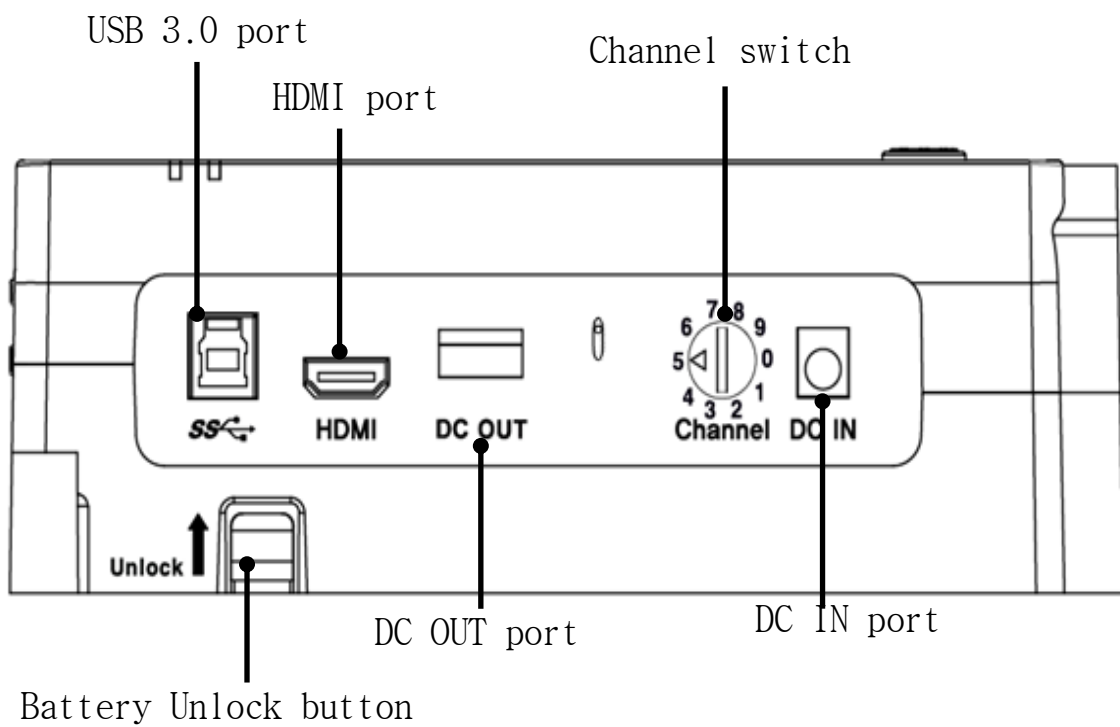 USB 3.0 port
Channel switch
HDMI port
7 8
6 9
5 0
4 1
3 2
SS
HDMI
DC OUT
Channel
DC IN
Unlock
DC OUT port
DC IN port
Battery Unlock button